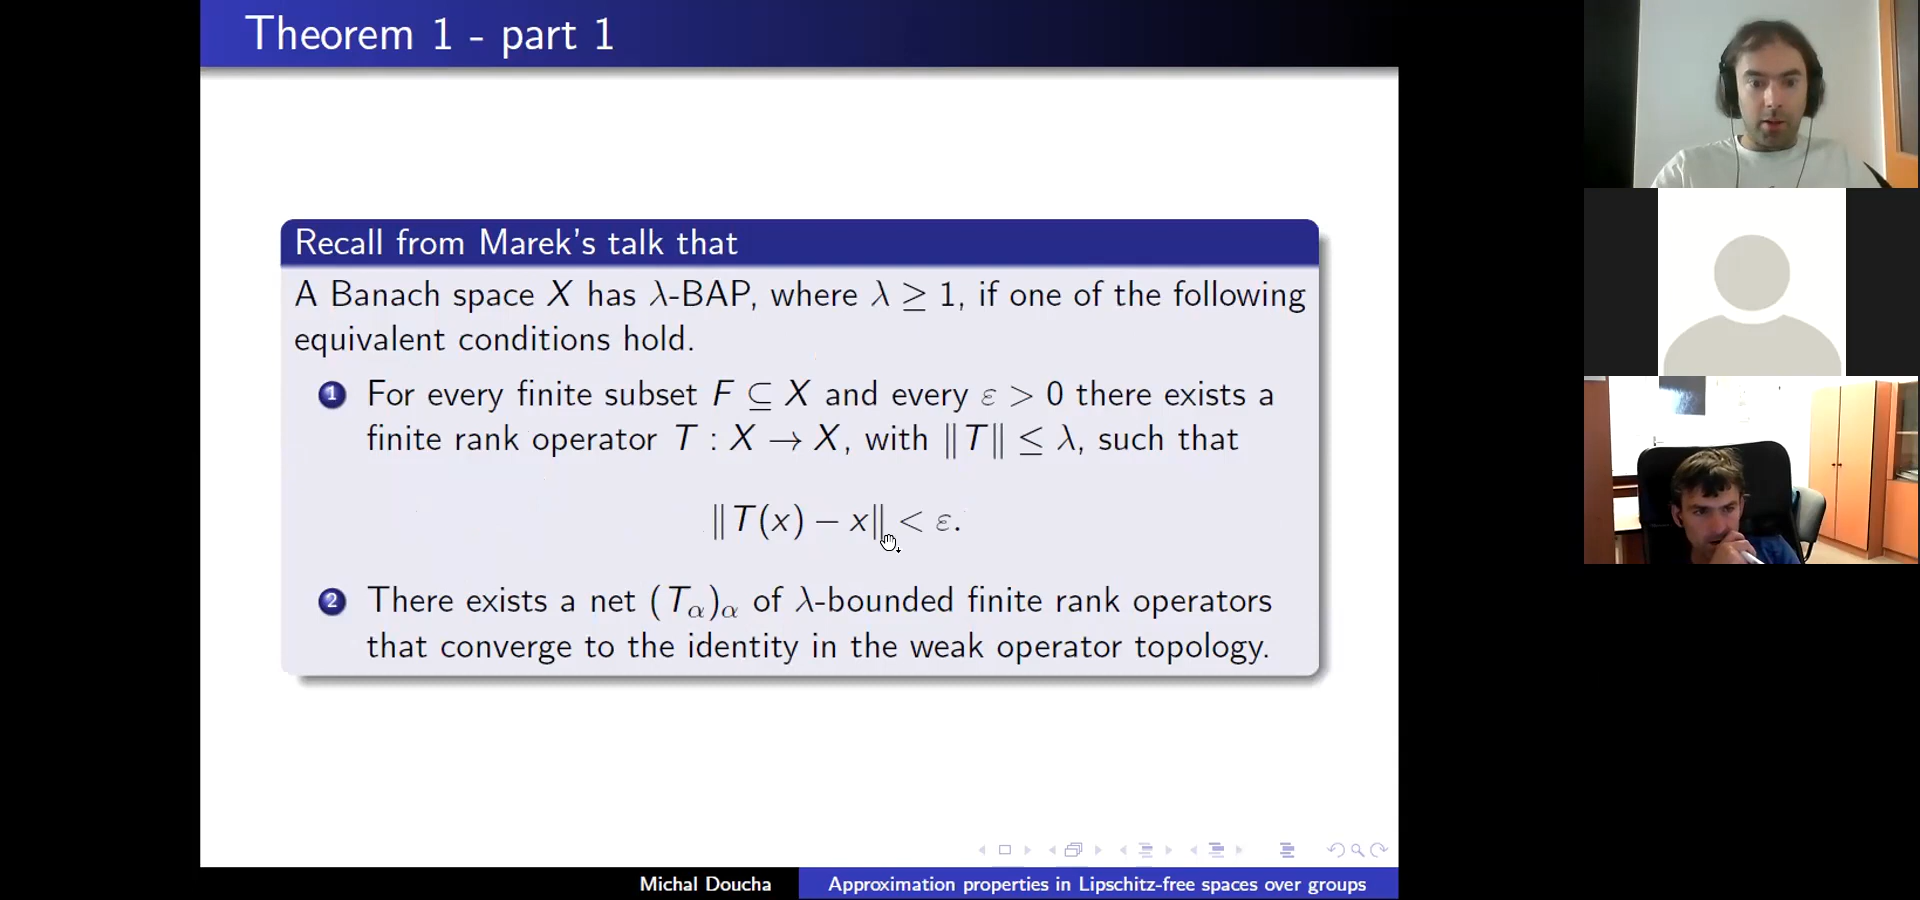 Theorem 1 - part 1
Recall from Marek's talk that
A Banach space X has λ-BAP, where λ ≥ 1, if one of the following
equivalent conditions hold.
1 For every finite subset F ⊆ X and every ε > 0 there exists a
finite rank operator T : X → X, with ‖T‖ ≤ λ, such that
‖T(x) − x‖ < ε.
2 There exists a net (Tα)α of λ-bounded finite rank operators
that converge to the identity in the weak operator topology.
Michal Doucha
Approximation properties in Lipschitz-free spaces over groups